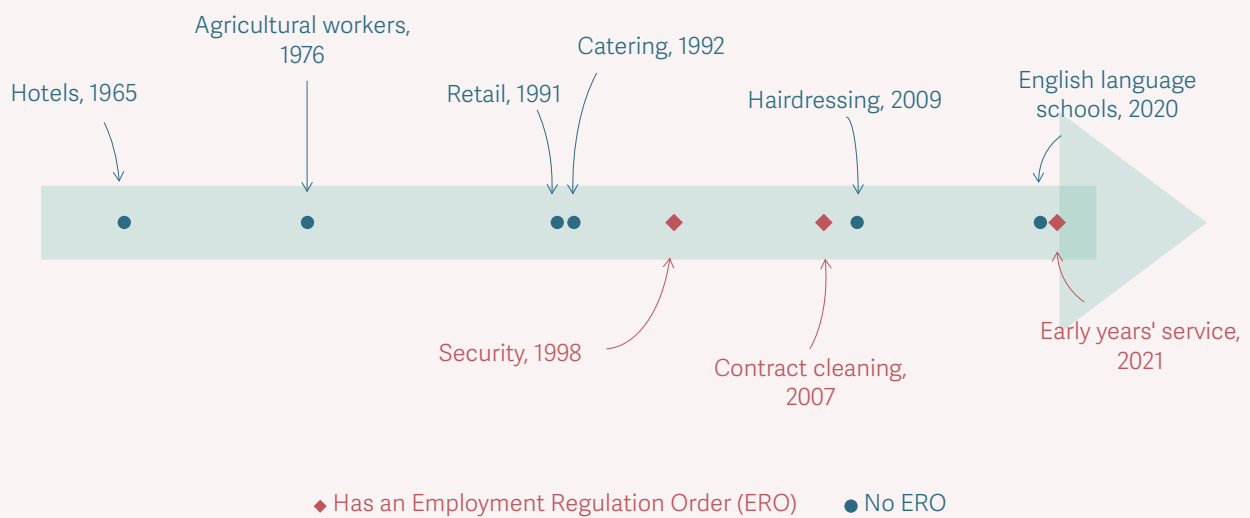 Agricultural workers,
1976
Catering, 1992
Hotels, 1965
Retail, 1991
Hairdressing, 2009
English language
schools, 2020
Security, 1998
Contract cleaning,
2007
Early years' service,
2021
Has an Employment Regulation Order (ERO)
No ERO